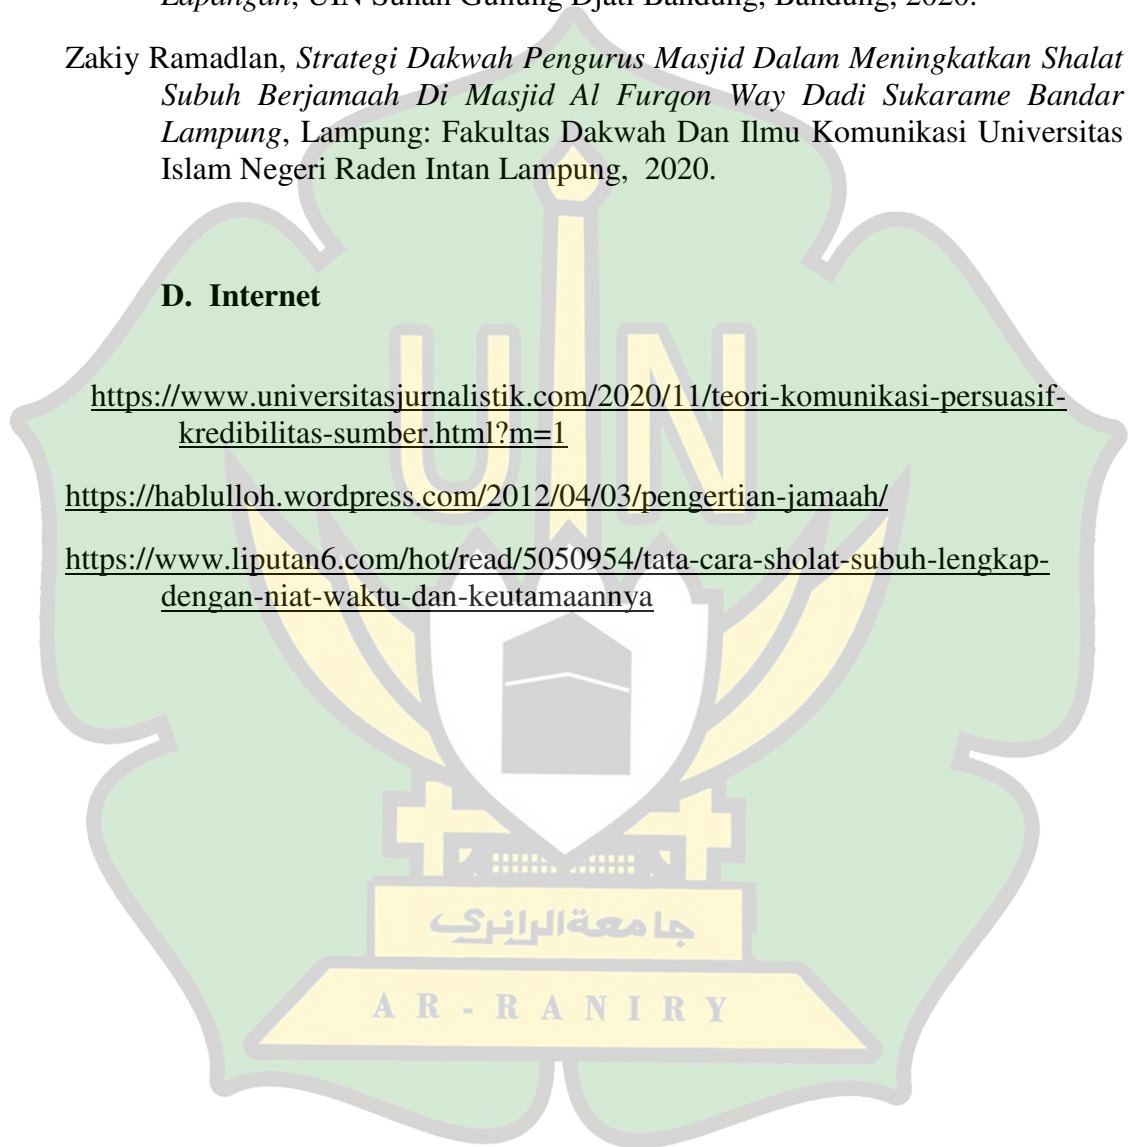 Lapangan, UIN Sunan Gunung Djati Bandung, Bandung, 2020.
Zakiy Ramadlan, Strategi Dakwah Pengurus Masjid Dalam Meningkatkan Shalat
Subuh Berjamaah Di Masjid Al Furqon Way Dadi Sukarame Bandar
Lampung, Lampung: Fakultas Dakwah Dan Ilmu Komunikasi Universitas
Islam Negeri Raden Intan Lampung, 2020.
D. Internet
https://www.universitasjurnalistik.com/2020/11/teori-komunikasi-persuasif-
kredibilitas-sumber.html?m=1
https://hablulloh.wordpress.com/2012/04/03/pengertian-jamaah/
https://www.liputan6.com/hot/read/5050954/tata-cara-sholat-subuh-lengkap-
dengan-niat-waktu-dan-keutamaannya
UIN
جامعةالرانرك
AR-RANIRY